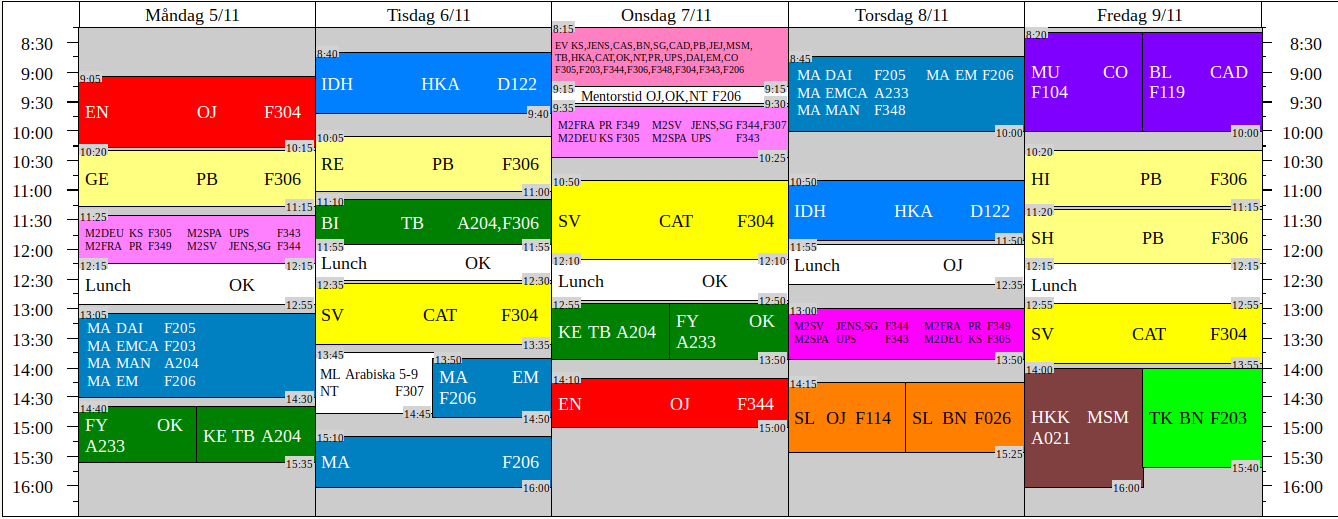 Måndag 5/11
Tisdag 6/11
Onsdag 7/11
Torsdag 8/11
Fredag 9/11
8:30
9:00
9:30
10:00
10:30
11:00
11:30
12:00
12:30
13:00
13:30
14:00
14:30
15:00
15:30
16:00
9:05
EN OJ F304
10:15
10:20
GE PB F306
11:15
11:25
M2DEU KS F305 M2SPA UPS F343
M2FRA PR F349 M2SV JENS,SG F344
12:15
12:15
Lunch OK
12:55
13:05
MA DAI F205
MA EMCA F203
MA MAN A204
MA EM F206
14:30
14:40
FY OK
A233
KE TB A204
15:35
8:40
IDH HKA D122
9:40
10:05
RE PB F306
11:00
11:10
BI TB A204,F306
11:55
11:55
Lunch OK
12:30
12:35
SV CAT F304
13:35
13:45
ML Arabiska 5-9
NT F307
14:45
13:50
MA EM
F206
14:50
15:10
MA F206
16:00
8:15
EV KS,JENS,CAS,BN,SG,CAD,PB,JEJ,MSM,
TB,HKA,CAT,OK,NT,PR,UPS,DAI,EM,CO
F305,F203,F344,F306,F348,F304,F343,F206
9:15
9:15
Mentorstid OJ,OK,NT F206
9:30
9:35
M2FRA PR F349 M2SV JENS,SG F344,F307
M2DEU KS F305 M2SPA UPS F343
10:25
10:50
SV CAT F304
12:10
12:10
Lunch OK
12:50
12:55
KE TB A204
FY OK
A233
13:50
14:10
EN OJ F344
15:00
8:45
MA DAI F205 MA EM F206
MA EMCA A233
MA MAN F348
10:00
10:50
IDH HKA D122
11:50
11:55
Lunch OJ
12:35
13:00
M2SV JENS,SG F344 M2FRA PR F349
M2SPA UPS F343 M2DEU KS F305
13:50
14:15
SL OJ F114
SL BN F026
15:25
8:20
MU CO
F104
BL CAD
F119
10:00
10:20
HI PB F306
11:15
11:20
SH PB F306
12:15
12:15
Lunch
12:55
12:55
SV CAT F304
13:55
14:00
HKK MSM
A021
16:00
TK BN F203
15:40
8:30
9:00
9:30
10:00
10:30
11:00
11:30
12:00
12:30
13:00
13:30
14:00
14:30
15:00
15:30
16:00